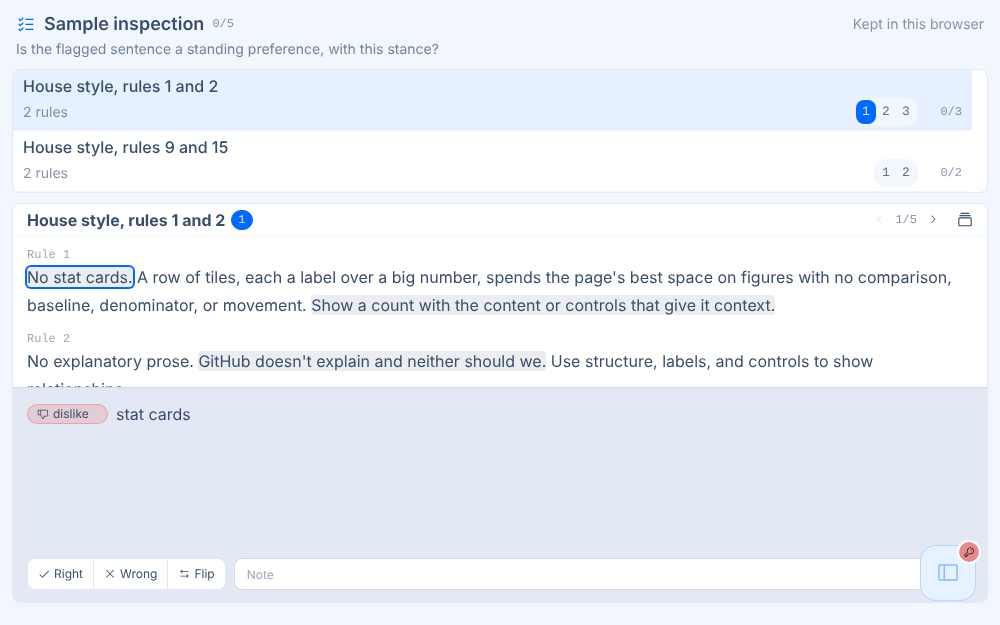 Sample inspection 0/5 Kept in this browser
Is the flagged sentence a standing preference, with this stance?
House style, rules 1 and 2
2 rules 1 2 3 0/3
House style, rules 9 and 15
2 rules 1 2 0/2
House style, rules 1 and 2 1 1/5
Rule 1
No stat cards. A row of tiles, each a label over a big number, spends the page's best space on figures with no comparison,
baseline, denominator, or movement. Show a count with the content or controls that give it context.
Rule 2
No explanatory prose. GitHub doesn't explain and neither should we. Use structure, labels, and controls to show
relationships.
dislike stat cards
Right Wrong Flip Note